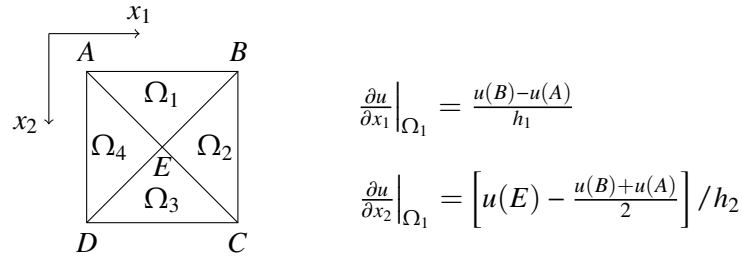 x₁
A B
Ω₁
∂u/∂x₁|Ω₁ = (u(B)−u(A))/h₁
x₂
Ω₄ Ω₂
E
∂u/∂x₂|Ω₁ = [u(E) − (u(B)+u(A))/2] /h₂
Ω₃
D C